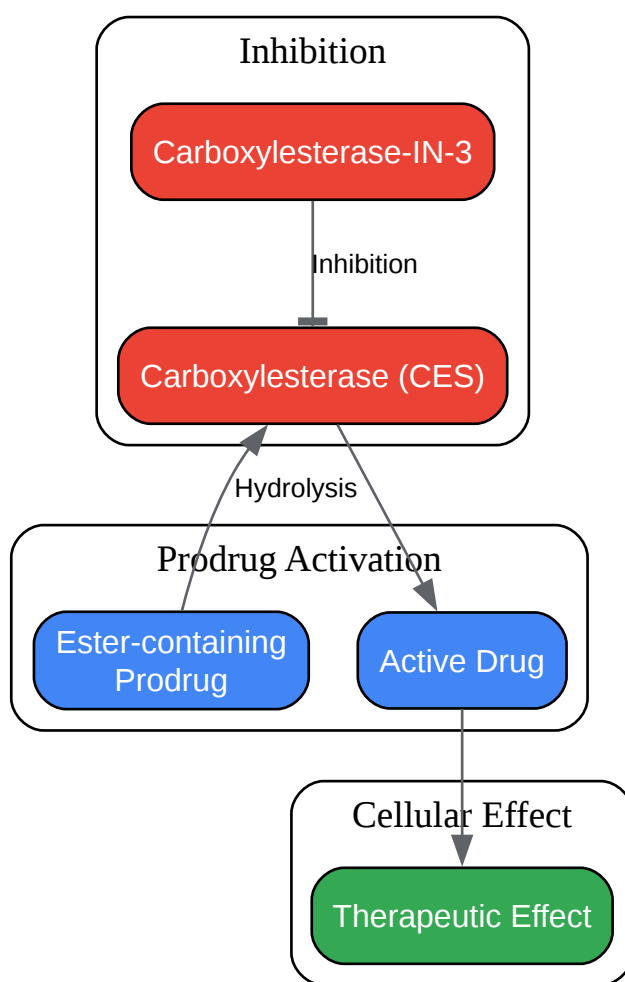 Inhibition
Carboxylesterase-IN-3
Inhibition
Carboxylesterase (CES)
Hydrolysis
Prodrug Activation
Ester-containing
Prodrug
Active Drug
Cellular Effect
Therapeutic Effect